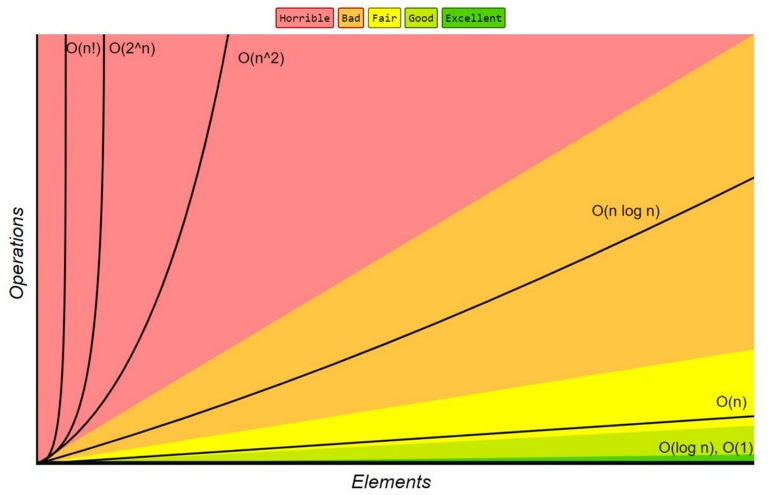 Horrible Bad Fair Good Excellent
O(n!) O(2^n)
O(n^2)
O(n log n)
O(n)
O(log n), O(1)
Operations
Elements